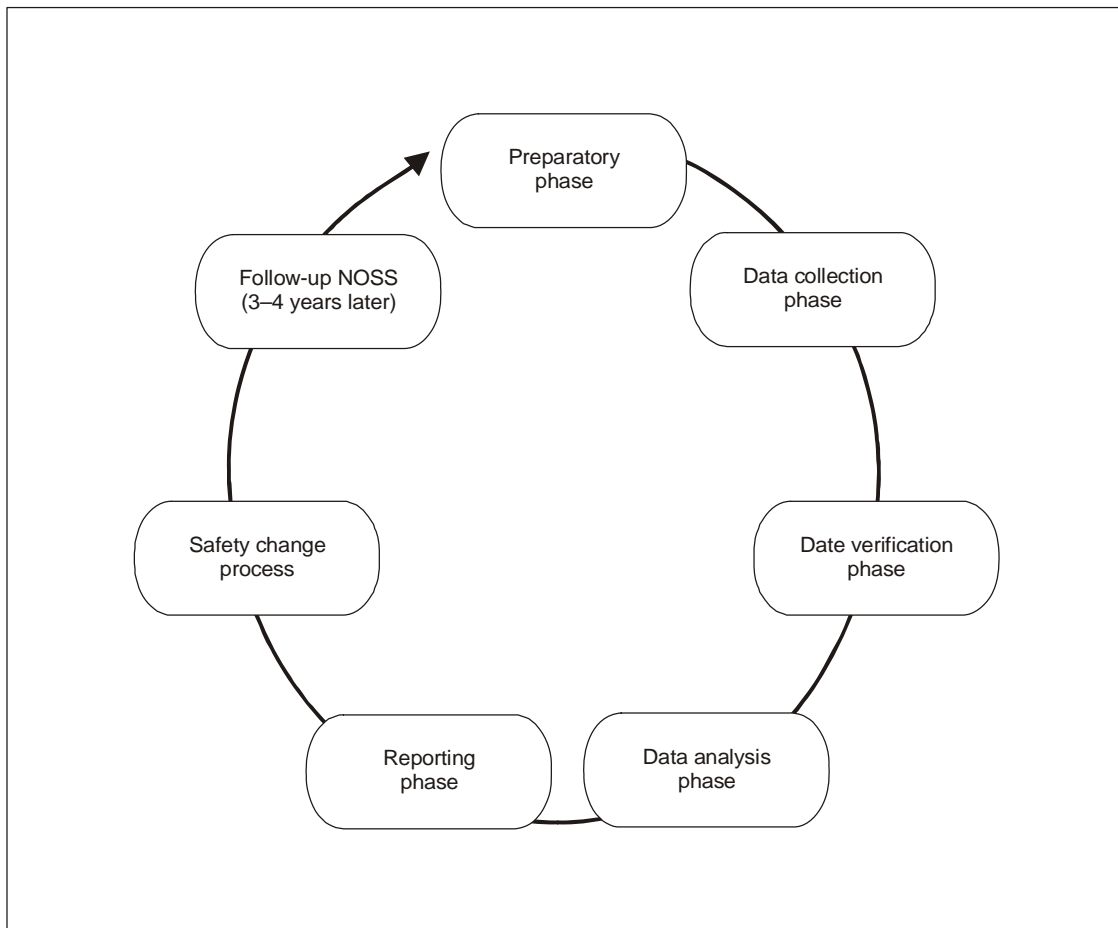 Preparatory
phase
Data collection
phase
Date verification
phase
Data analysis
phase
Reporting
phase
Safety change
process
Follow-up NOSS
(3–4 years later)